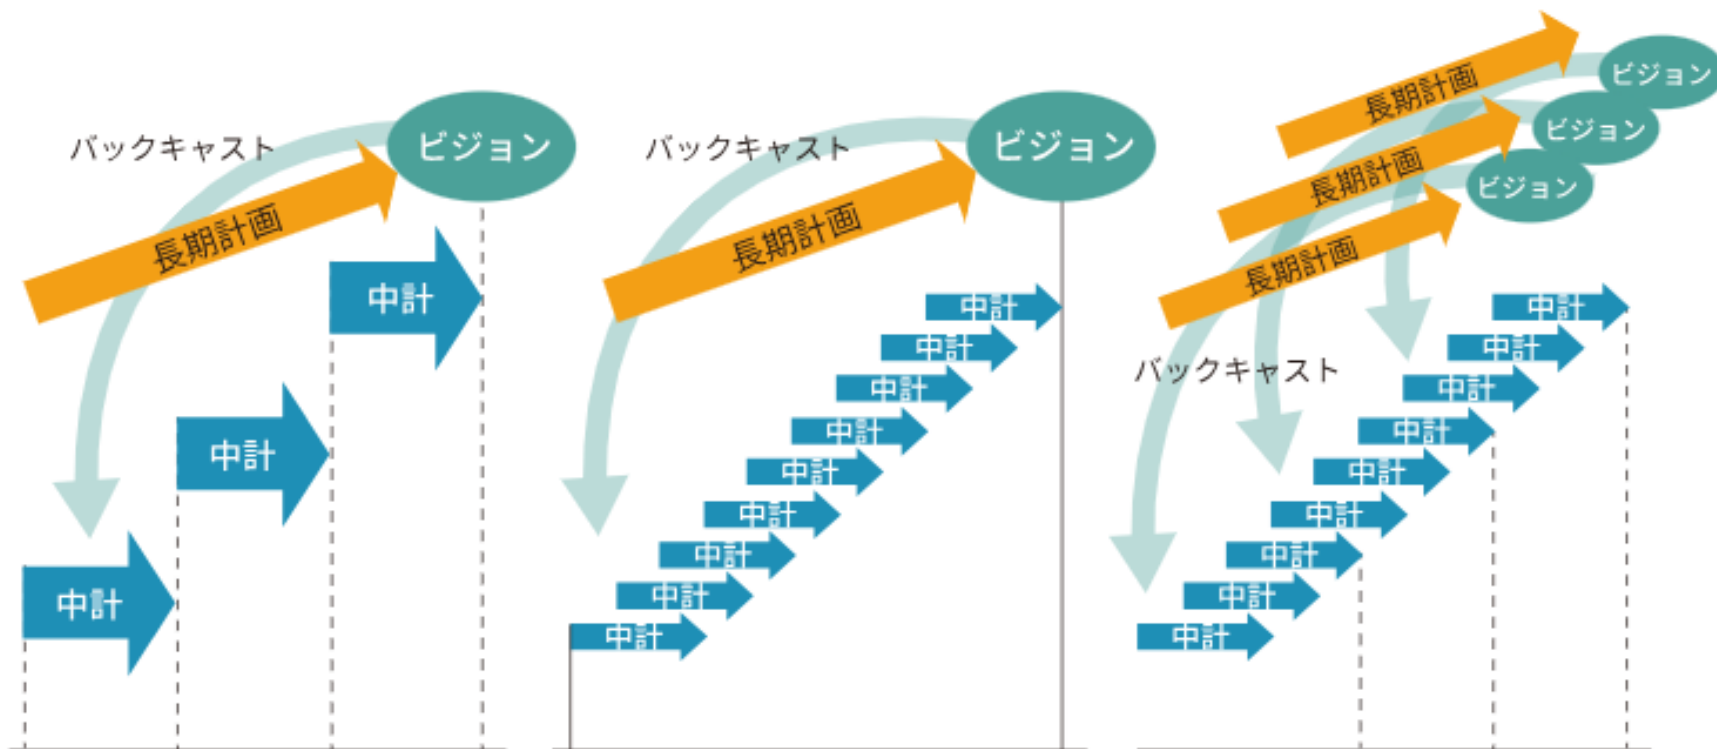 バックキャスト
ビジョン
長期計画
中計
中計
中計
バックキャスト
ビジョン
長期計画
中計
中計
中計
中計
中計
中計
中計
中計
中計
ビジョン
長期計画
ビジョン
長期計画
ビジョン
長期計画
バックキャスト
中計
中計
中計
中計
中計
中計
中計
中計
中計